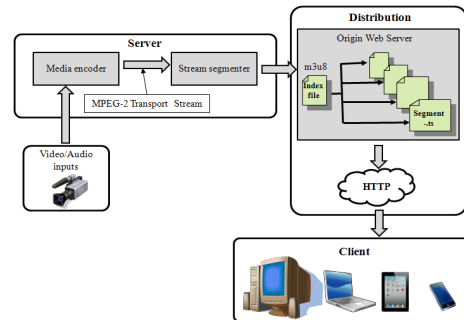 Distribution
Origin Web Server
Server
m3u8
Media encoder
Stream segmenter
Index
file
MPEG-2 Transport Stream
Segment
-.ts
Video/Audio
inputs
HTTP
Client